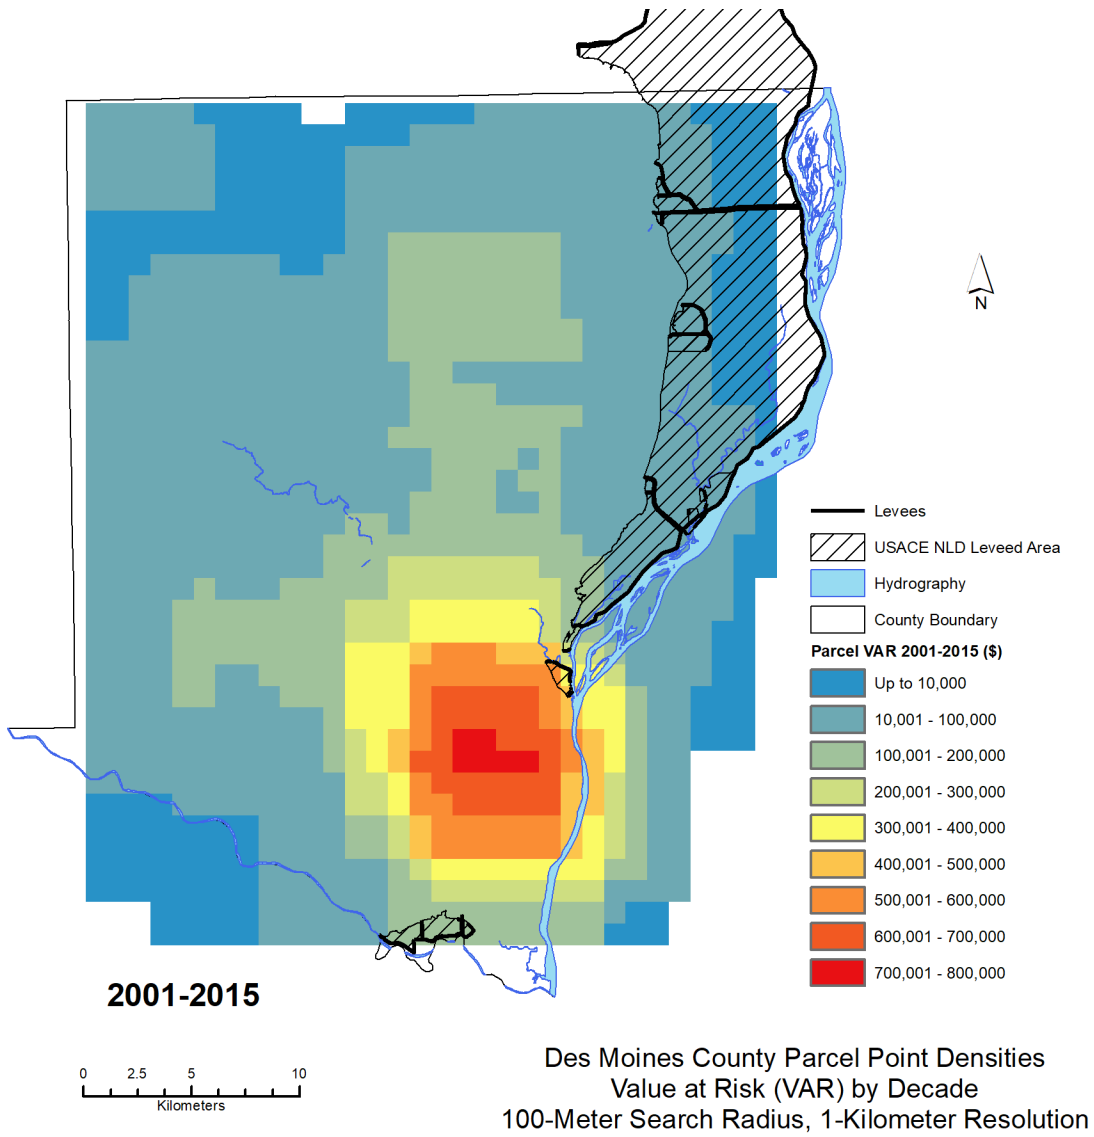 N
Levees
USACE NLD Leveed Area
Hydrography
County Boundary
Parcel VAR 2001-2015 ($)
Up to 10,000
10,001 - 100,000
100,001 - 200,000
200,001 - 300,000
300,001 - 400,000
400,001 - 500,000
500,001 - 600,000
600,001 - 700,000
700,001 - 800,000
2001-2015
0 2.5 5 10
Kilometers
Des Moines County Parcel Point Densities
Value at Risk (VAR) by Decade
100-Meter Search Radius, 1-Kilometer Resolution